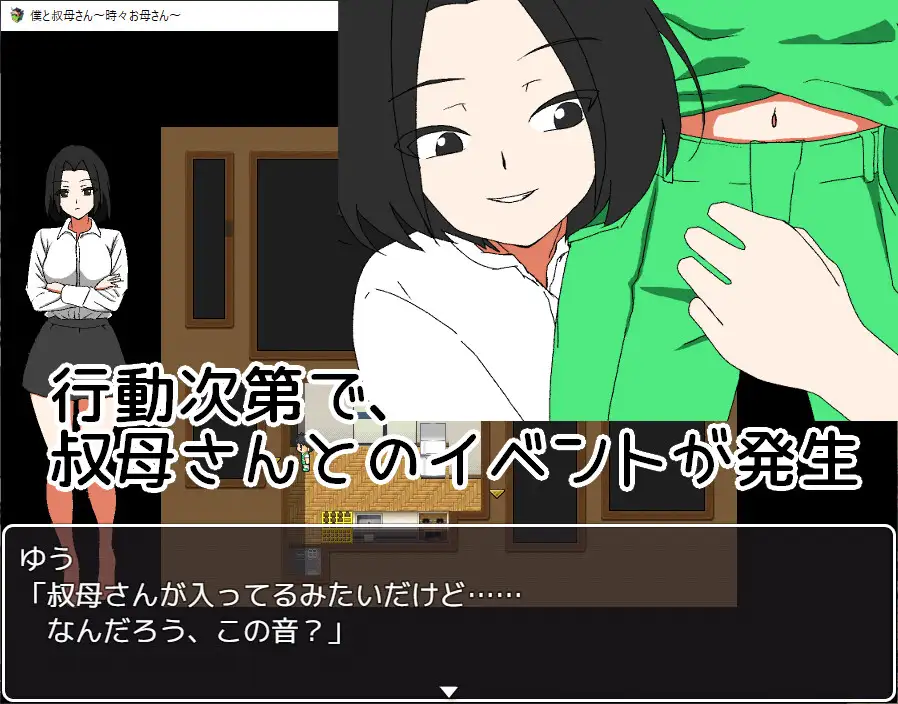 僕と叔母さん～時々お母さん～
行動次第で、
叔母さんとのイベントが発生
ゆう
「叔母さんが入ってるみたいだけど……
なんだろう、この音？」